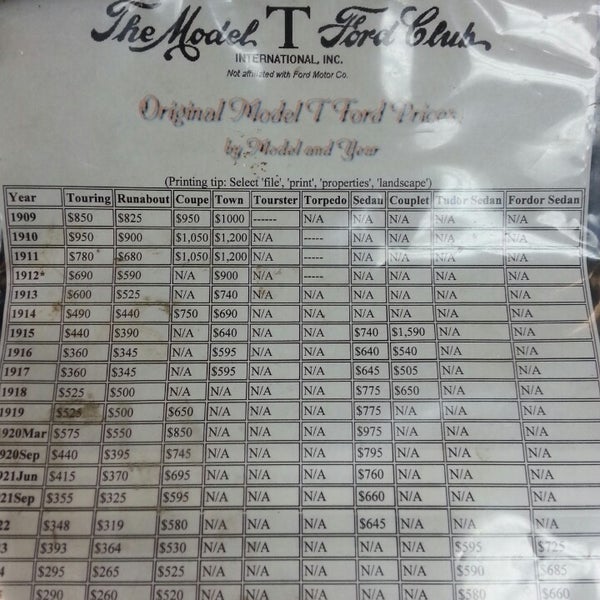 The Model T Ford Club
INTERNATIONAL, INC.
Not affiliated with Ford Motor Co.
Original Model T Ford Prices
by Model and Year
(Printing tip: Select 'file', 'print', 'properties', 'landscape')
Year Touring Runabout Coupe Town Tourster Torpedo Sedan Couplet Tudor Sedan Fordor Sedan
1909 $850 $825 $950 $1000 ------ N/A N/A N/A N/A N/A
1910 $950 $900 $1,050 $1,200 N/A ----- N/A N/A N/A N/A
1911 $780 $680 $1,050 $1,200 N/A ----- N/A N/A N/A N/A
1912* $690 $590 N/A $900 N/A ----- N/A N/A N/A N/A
1913 $600 $525 N/A $740 N/A N/A N/A N/A N/A N/A
1914 $490 $440 $750 $690 N/A N/A N/A N/A N/A N/A
1915 $440 $390 N/A $640 N/A N/A $740 $1,590 N/A N/A
1916 $360 $345 N/A $595 N/A N/A $640 $540 N/A N/A
1917 $360 $345 N/A $595 N/A N/A $645 $505 N/A N/A
1918 $525 $500 N/A N/A N/A N/A $775 $650 N/A N/A
1919 $525 $500 $650 N/A N/A N/A $775 N/A N/A N/A
920Mar $575 $550 $850 N/A N/A N/A $975 N/A N/A N/A
920Sep $440 $395 $745 N/A N/A N/A $795 N/A N/A N/A
921Jun $415 $370 $695 N/A N/A N/A $760 N/A N/A N/A
21Sep $355 $325 $595 N/A N/A N/A $660 N/A N/A N/A
22 $348 $319 $580 N/A N/A N/A $645 N/A N/A N/A
3 $393 $364 $530 N/A N/A N/A N/A N/A $595 $725
4 $295 $265 $525 N/A N/A N/A N/A N/A $590 $685
$290 $260 $520 N/A N/A N/A N/A N/A $580 $660